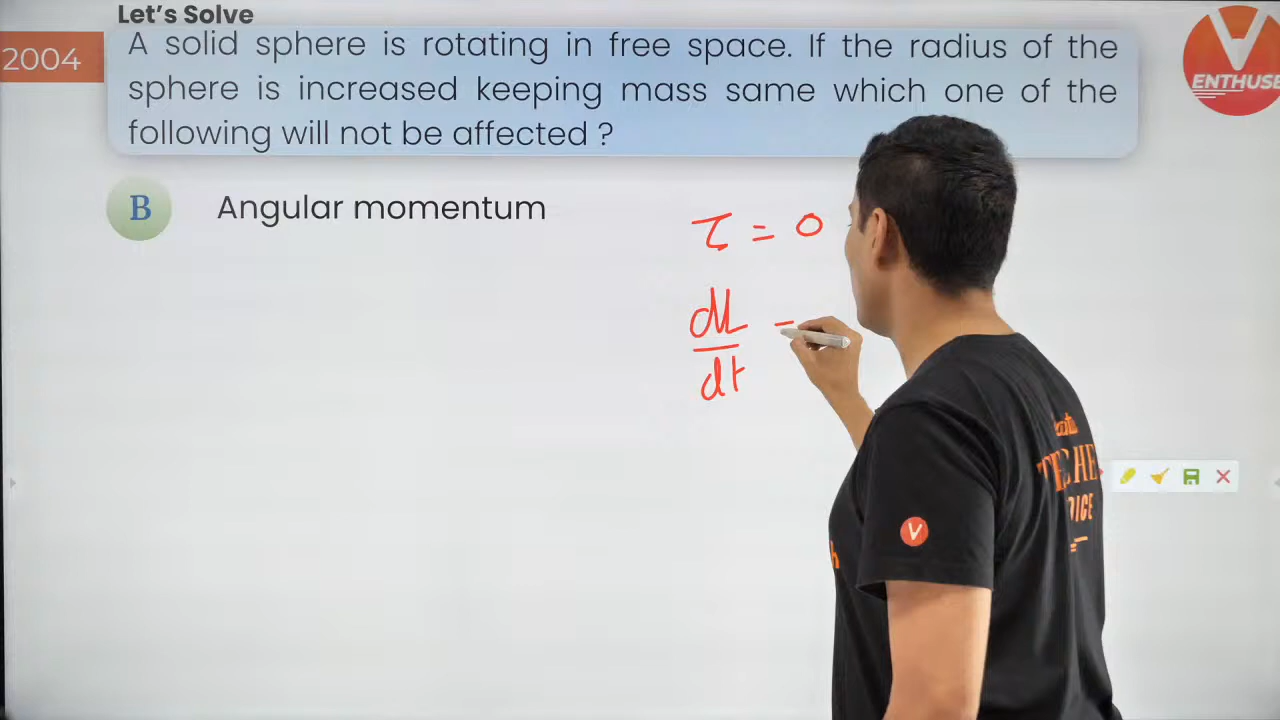 Let's Solve
2004
A solid sphere is rotating in free space. If the radius of the
sphere is increased keeping mass same which one of the
following will not be affected ?
ENTHUSE
B Angular momentum
τ = 0
dL/dt =
V